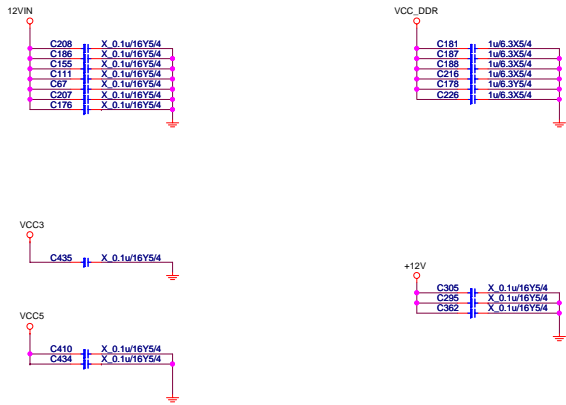 12VIN
C208 X_0.1u/16Y5/4
C186 X_0.1u/16Y5/4
C155 X_0.1u/16Y5/4
C111 X_0.1u/16Y5/4
C67 X_0.1u/16Y5/4
C207 X_0.1u/16Y5/4
C176 X_0.1u/16Y5/4
VCC_DDR
C181 1u/6.3X5/4
C187 1u/6.3X5/4
C188 1u/6.3X5/4
C216 1u/6.3X5/4
C178 1u/6.3Y5/4
C226 1u/6.3X5/4
VCC3
C435 X_0.1u/16Y5/4
+12V
C305 X_0.1u/16Y5/4
C295 X_0.1u/16Y5/4
C362 X_0.1u/16Y5/4
VCC5
C410 X_0.1u/16Y5/4
C434 X_0.1u/16Y5/4